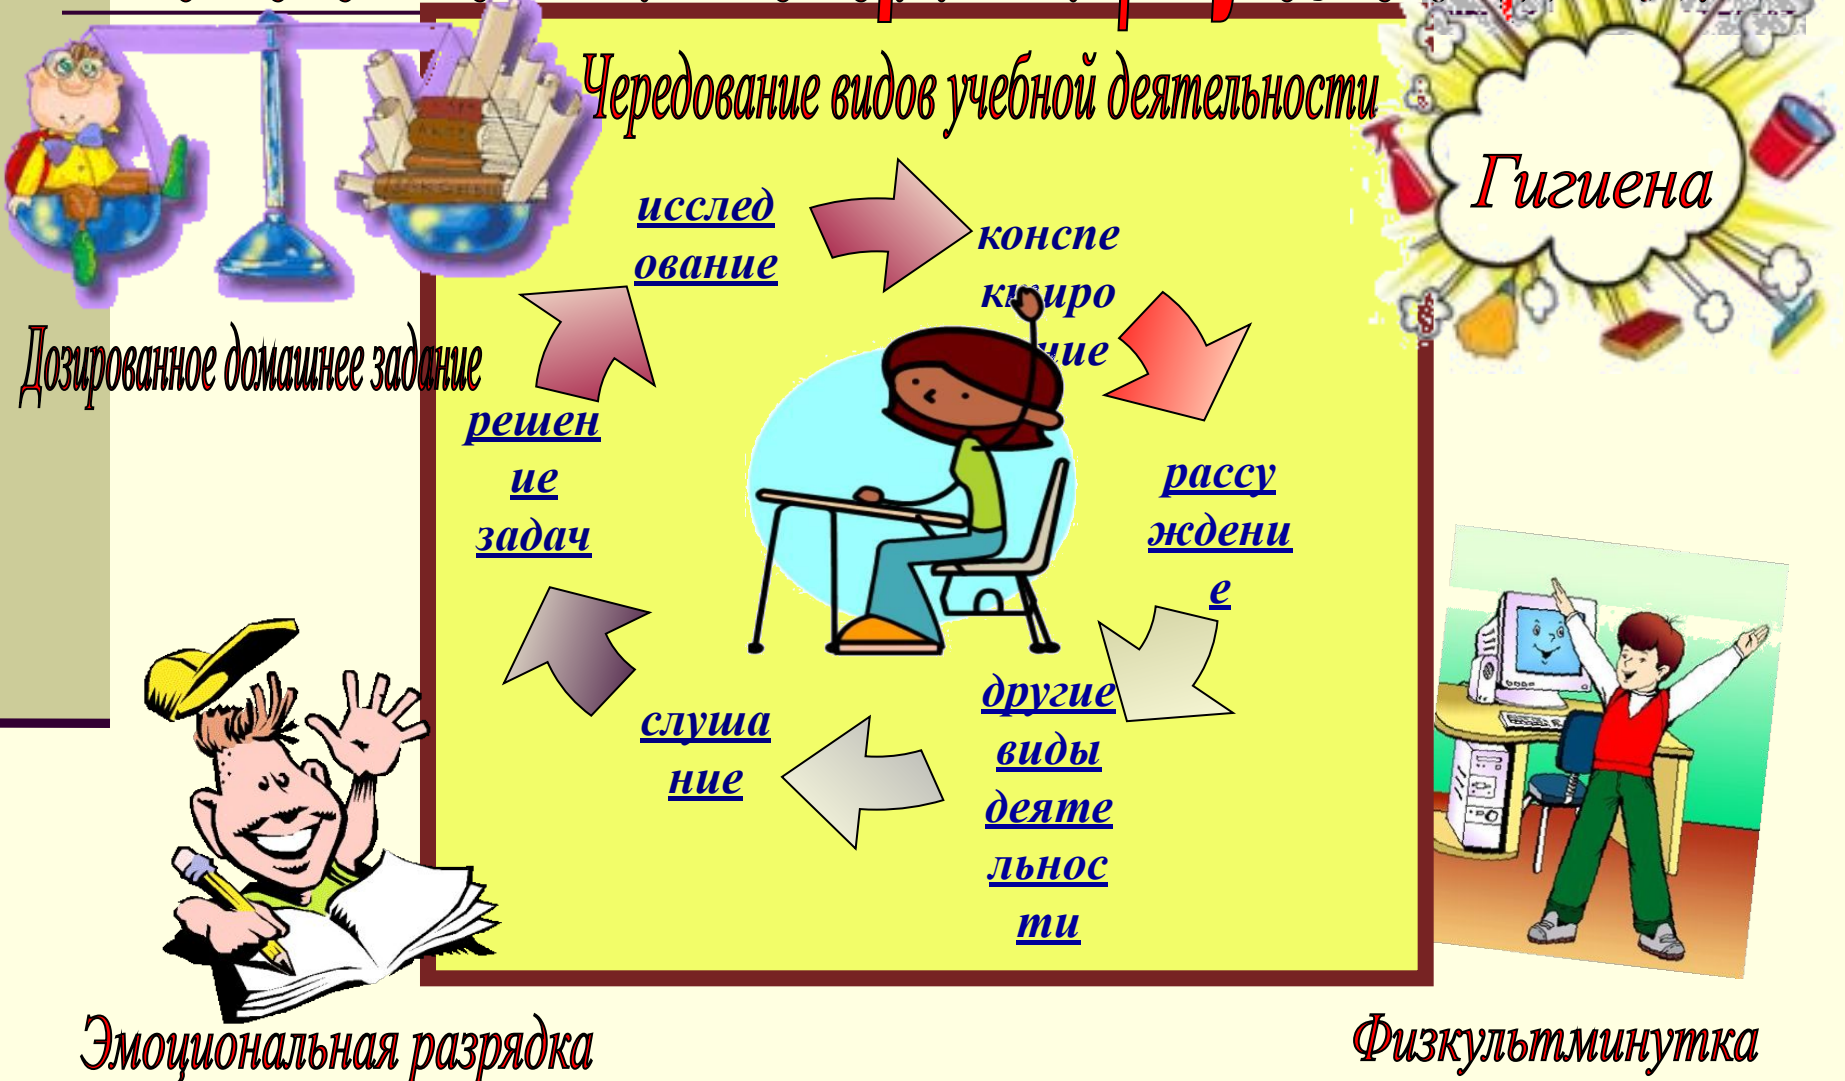 Чередование видов учебной деятельности
Гигиена
исслед
ование
Дозированное домашнее задание
решен
ие
задач
рассу
ждени
е
другие
виды
деяте
льнос
ти
слуша
ние
конспе
ние
Эмоциональная разрядка
Физкультминутка